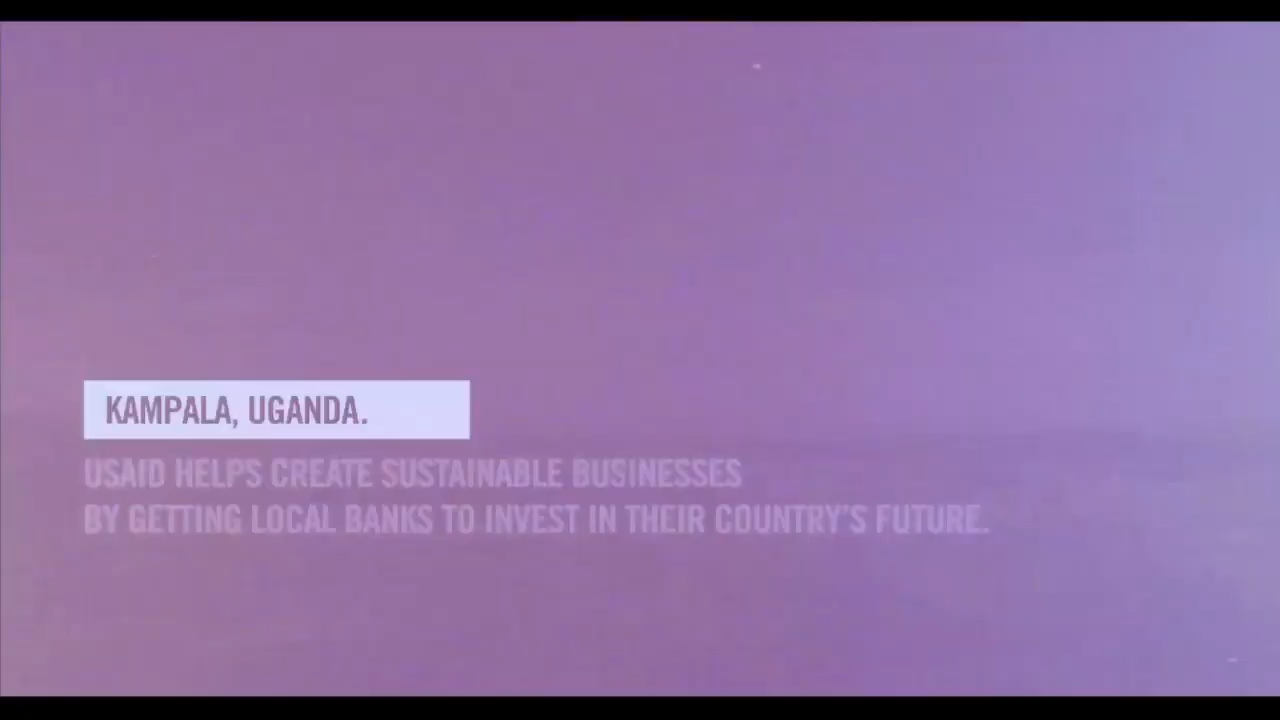 KAMPALA, UGANDA.
USAID HELPS CREATE SUSTAINABLE BUSINESSES
BY GETTING LOCAL BANKS TO INVEST IN THEIR COUNTRY'S FUTURE.